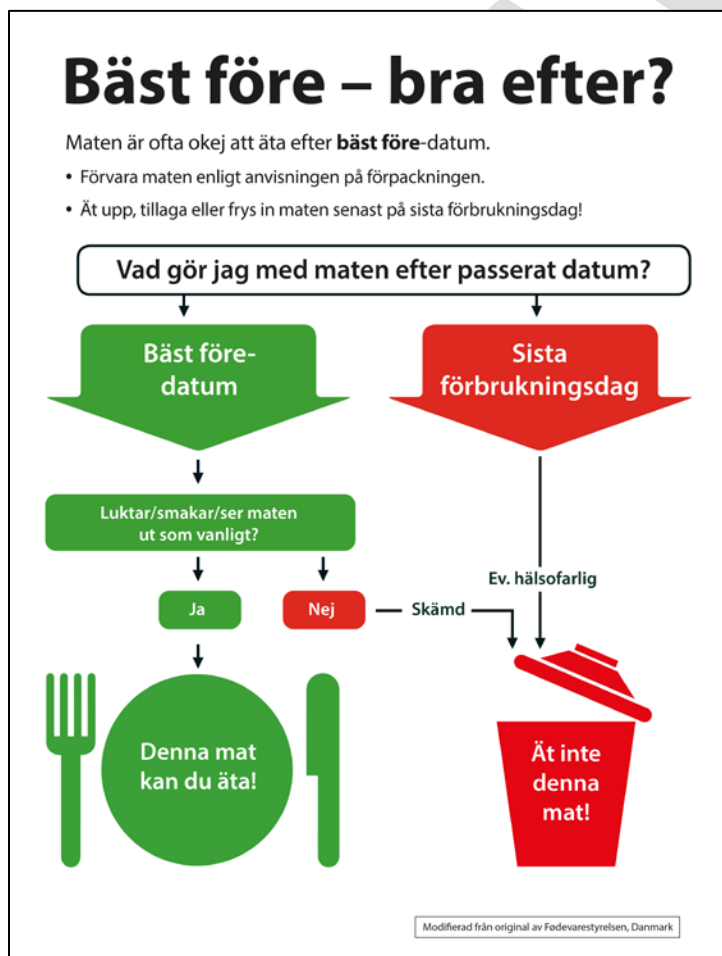 Bäst före – bra efter?
Maten är ofta okej att äta efter bäst före-datum.
• Förvara maten enligt anvisningen på förpackningen.
• Ät upp, tillaga eller frys in maten senast på sista förbrukningsdag!
Vad gör jag med maten efter passerat datum?
Bäst före-
datum
Sista
förbrukningsdag
Luktar/smakar/ser maten
ut som vanligt?
Ev. hälsofarlig
Ja
Nej
Skämd
Denna mat
kan du äta!
Ät inte
denna
mat!
Modifierad från original av Fødevarestyrelsen, Danmark